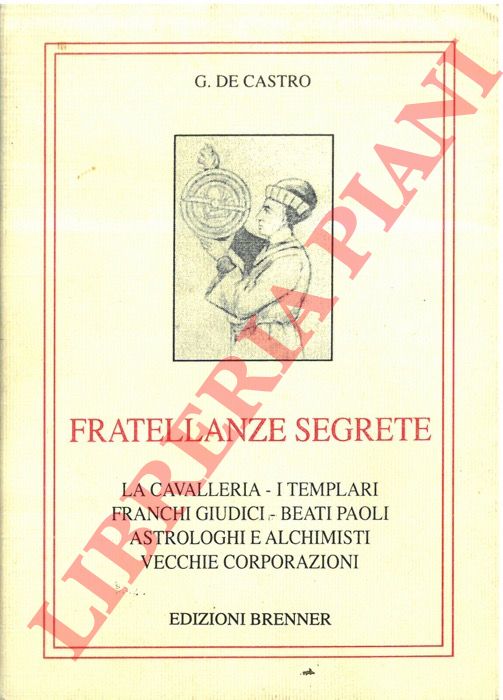 G. DE CASTRO
FRATELLANZE SEGRETE
LA CAVALLERIA - I TEMPLARI
FRANCHI GIUDICI - BEATI PAOLI
ASTROLOGHI E ALCHIMISTI
VECCHIE CORPORAZIONI
EDIZIONI BRENNER
LIBRERIA PIANI